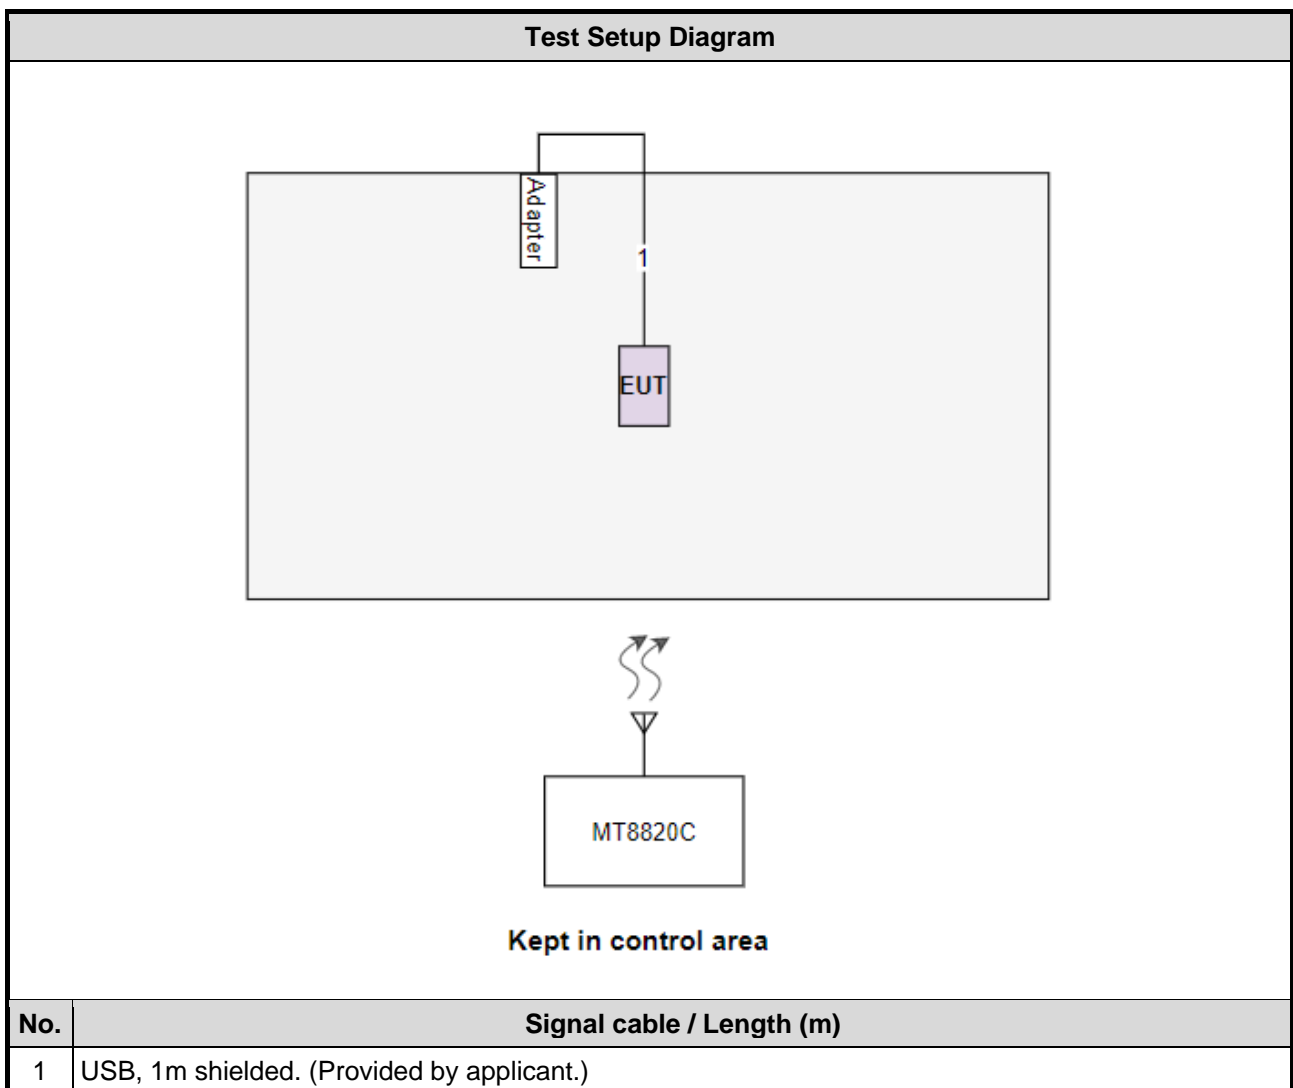 Test Setup Diagram
Adapter
1
EUT
MT8820C
Kept in control area
No. Signal cable / Length (m)
1 USB, 1m shielded. (Provided by applicant.)